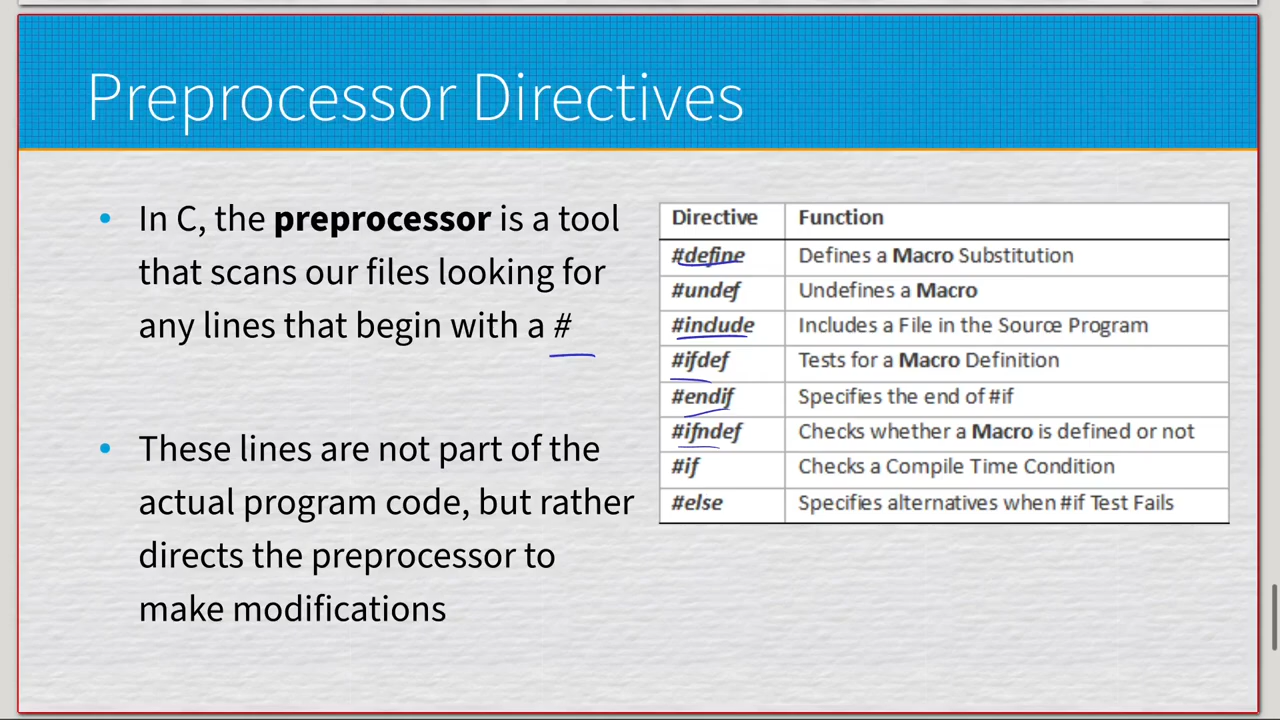 Preprocessor Directives
• In C, the preprocessor is a tool
that scans our files looking for
any lines that begin with a #
• These lines are not part of the
actual program code, but rather
directs the preprocessor to
make modifications
Directive Function
#define Defines a Macro Substitution
#undef Undefines a Macro
#include Includes a File in the Source Program
#ifdef Tests for a Macro Definition
#endif Specifies the end of #if
#ifndef Checks whether a Macro is defined or not
#if Checks a Compile Time Condition
#else Specifies alternatives when #if Test Fails